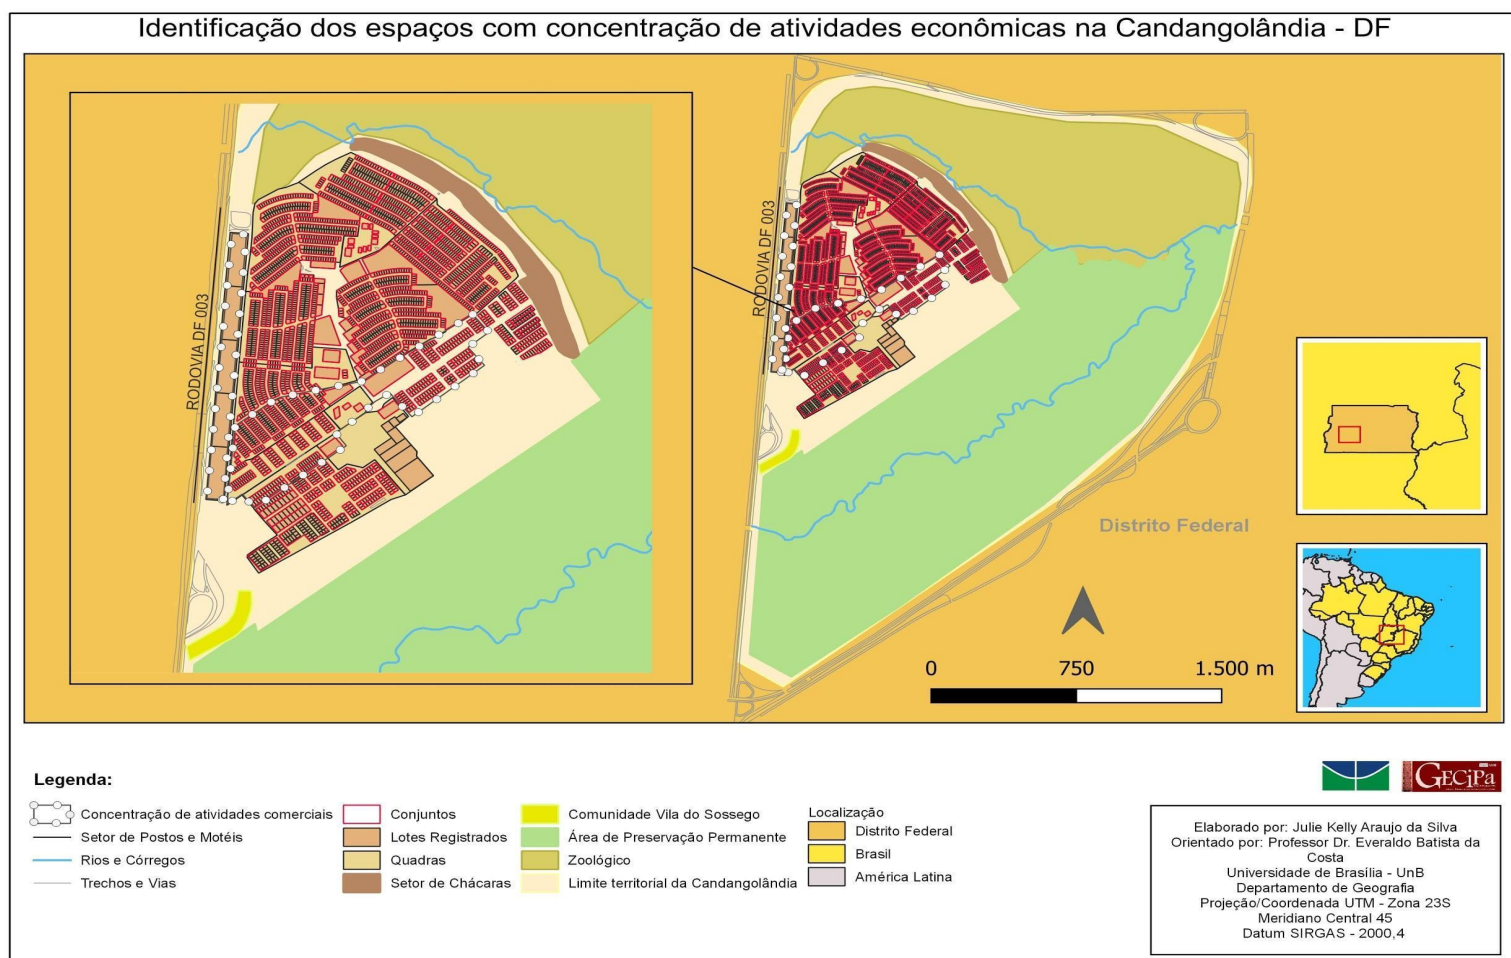 Identificação dos espaços com concentração de atividades econômicas na Candangolândia - DF
RODOVIA DF 003
RODOVIA DF 003
Distrito Federal
0 750 1.500 m
Legenda:
Concentração de atividades comerciais
Setor de Postos e Motéis
Rios e Córregos
Trechos e Vias
Conjuntos
Lotes Registrados
Quadras
Setor de Chácaras
Comunidade Vila do Sossego
Área de Preservação Permanente
Zoológico
Limite territorial da Candangolândia
Localização
Distrito Federal
Brasil
América Latina
GECiPa
Elaborado por: Julie Kelly Araujo da Silva
Orientado por: Professor Dr. Everaldo Batista da
Costa
Universidade de Brasília - UnB
Departamento de Geografia
Projeção/Coordenada UTM - Zona 23S
Meridiano Central 45
Datum SIRGAS - 2000,4